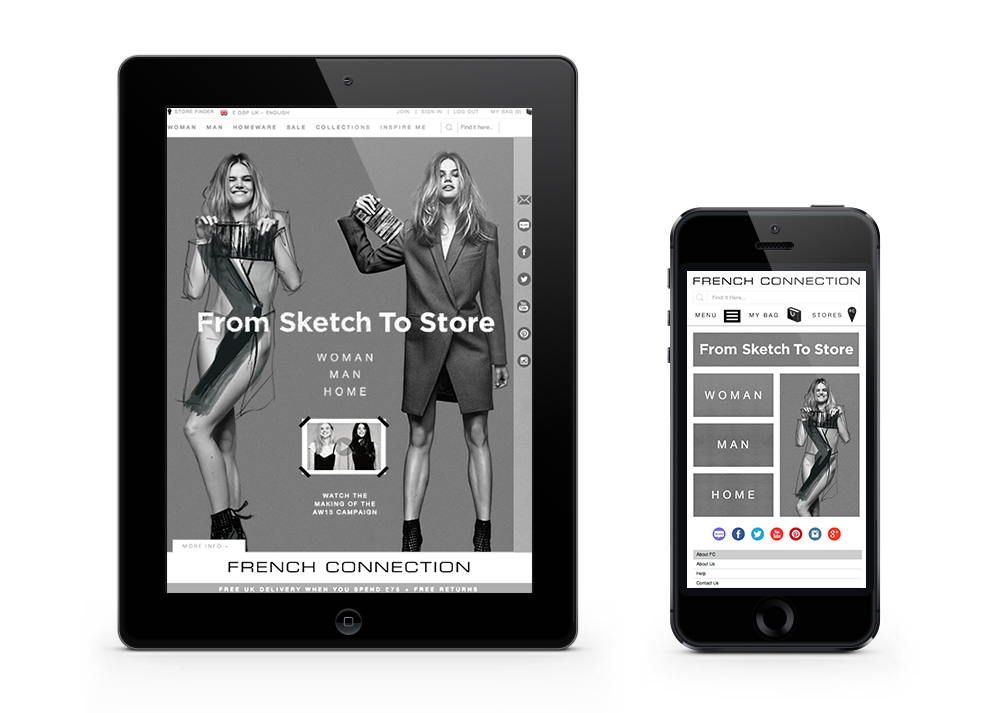 STORE FINDER £ GBP UK - ENGLISH JOIN | SIGN IN | LOG OUT MY BAG (0)
WOMAN MAN HOMEWARE SALE COLLECTIONS INSPIRE ME Find it here..
From Sketch To Store
WOMAN
MAN
HOME
WATCH THE
MAKING OF THE
AW13 CAMPAIGN
MORE INFO +
FRENCH CONNECTION
FREE UK DELIVERY WHEN YOU SPEND £75 + FREE RETURNS
FRENCH CONNECTION
Find It Here...
MENU MY BAG STORES
From Sketch To Store
WOMAN
MAN
HOME
About FC
About Us
Help
Contact Us